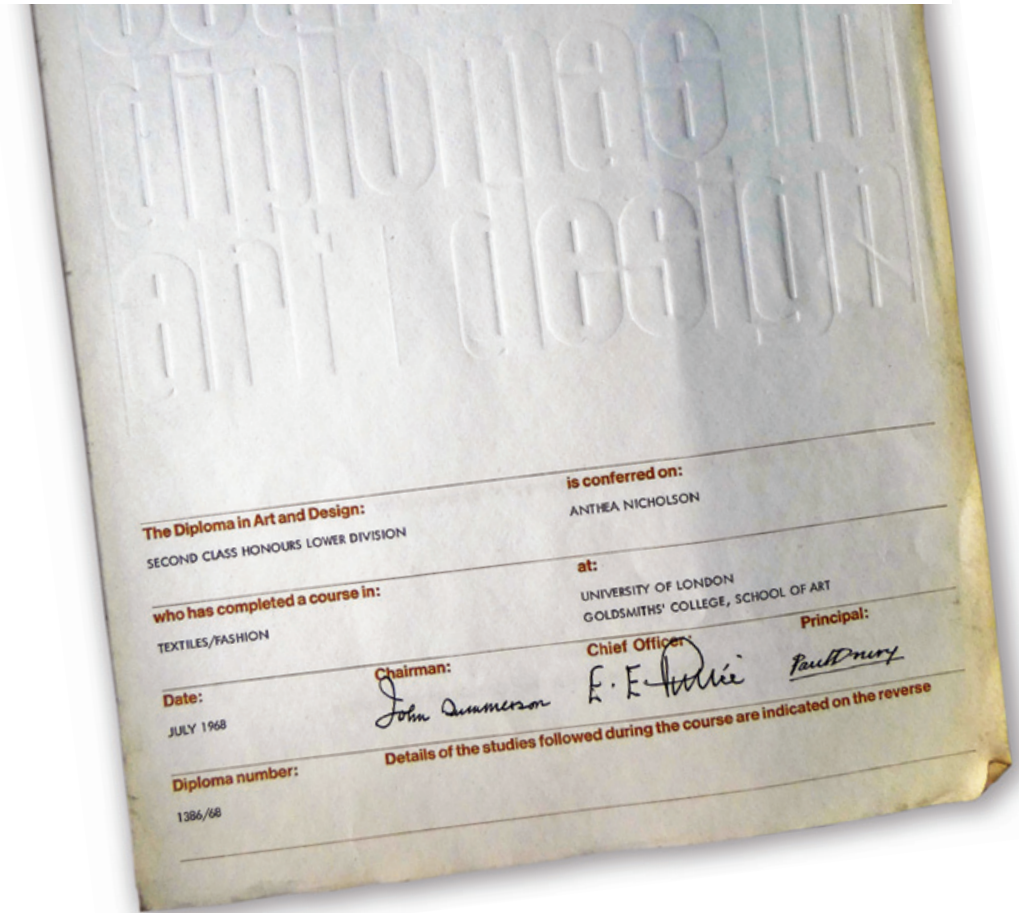 diplomas in
art | design
The Diploma in Art and Design:
SECOND CLASS HONOURS LOWER DIVISION
is conferred on:
ANTHEA NICHOLSON
who has completed a course in:
TEXTILES/FASHION
at:
UNIVERSITY OF LONDON
GOLDSMITHS' COLLEGE, SCHOOL OF ART
Date:
JULY 1968
Chairman:
John Summerson
Chief Officer:
Principal:
Paul Drury
Diploma number:
1386/68
Details of the studies followed during the course are indicated on the reverse